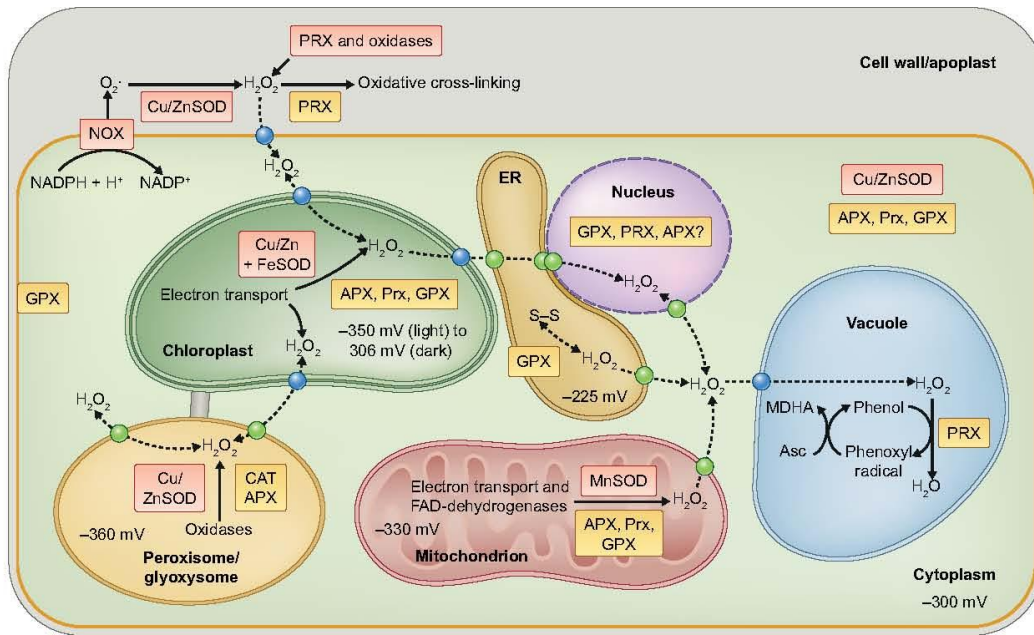 PRX and oxidases
Cell wall/apoplast
O₂·
H₂O₂
Oxidative cross-linking
Cu/ZnSOD
PRX
NOX
NADPH + H⁺
NADP⁺
H₂O₂
ER
Nucleus
GPX, PRX, APX?
H₂O₂
Cu/ZnSOD
APX, Prx, GPX
Cu/Zn
+ FeSOD
H₂O₂
Electron transport
APX, Prx, GPX
–350 mV (light) to
306 mV (dark)
H₂O₂
Chloroplast
GPX
S–S
GPX
H₂O₂
–225 mV
H₂O₂
Vacuole
H₂O₂
MDHA
Phenol
PRX
Asc
Phenoxyl
radical
H₂O
H₂O₂
H₂O₂
Cu/
ZnSOD
CAT
APX
–360 mV
Oxidases
Peroxisome/
glyoxysome
Electron transport and
FAD-dehydrogenases
MnSOD
H₂O₂
APX, Prx,
GPX
–330 mV
Mitochondrion
Cytoplasm
–300 mV